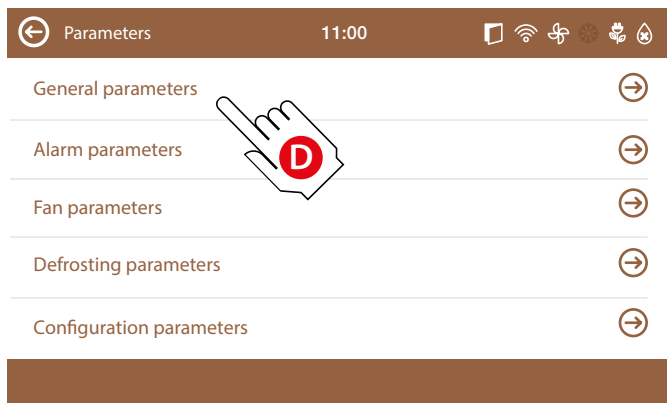 Parameters 11:00
General parameters
D
Alarm parameters
Fan parameters
Defrosting parameters
Configuration parameters